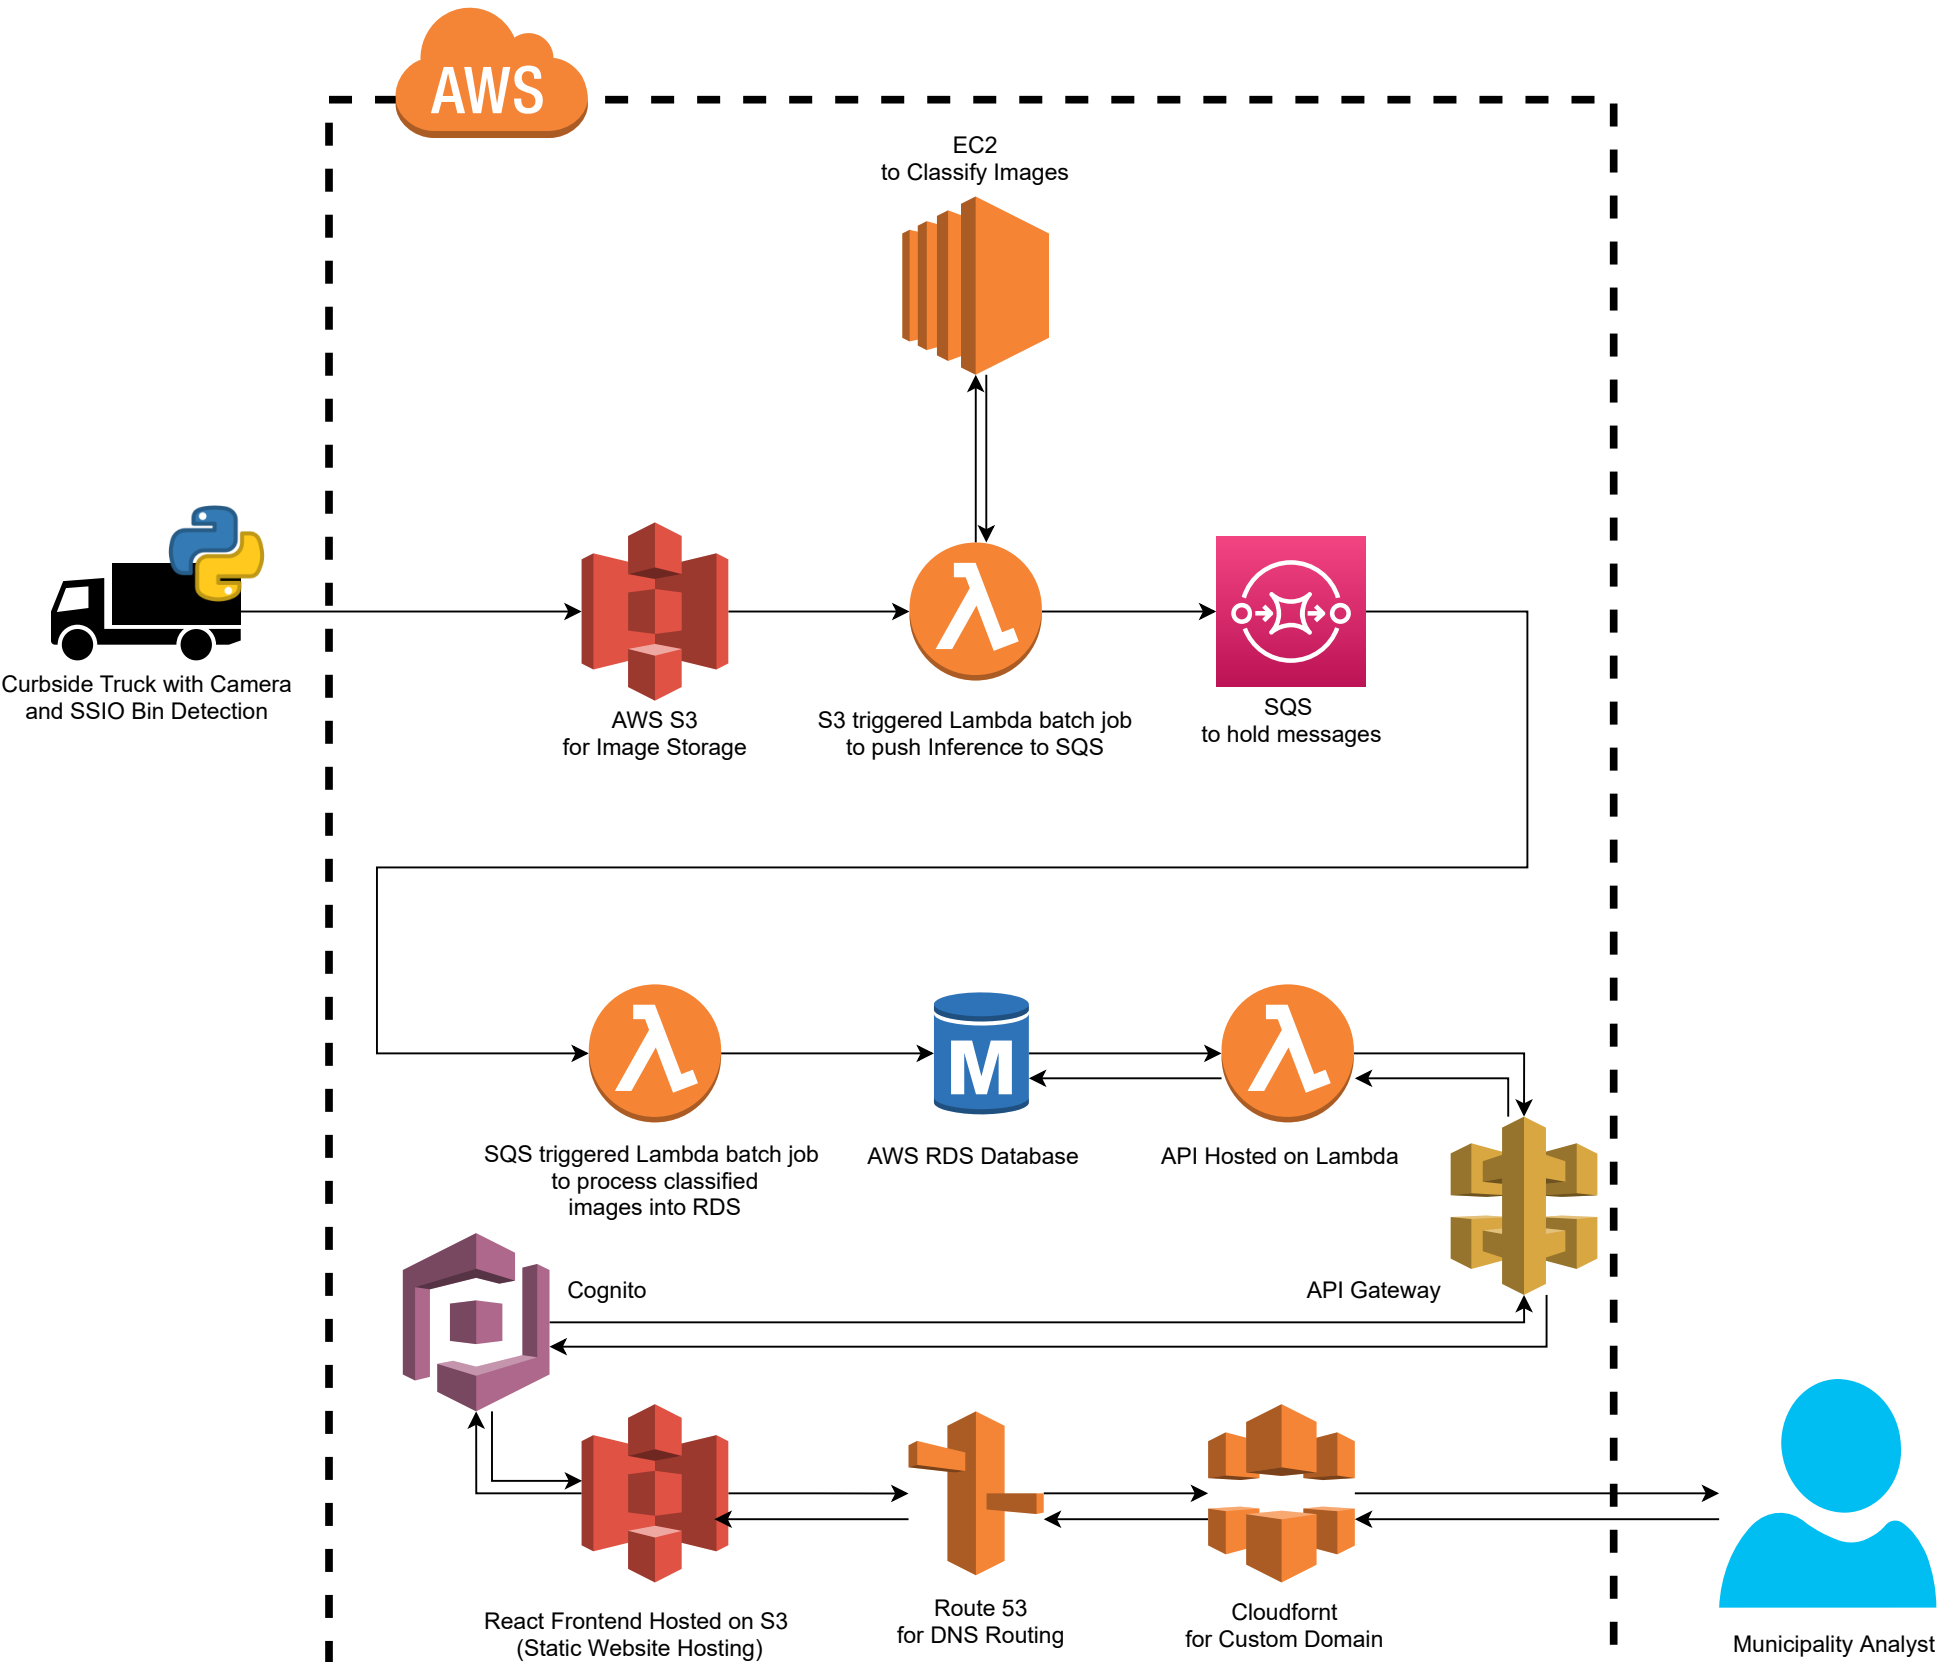 AWS
EC2
to Classify Images
Curbside Truck with Camera
and SSIO Bin Detection
AWS S3
for Image Storage
S3 triggered Lambda batch job
to push Inference to SQS
SQS
to hold messages
M
SQS triggered Lambda batch job
to process classified
images into RDS
AWS RDS Database
API Hosted on Lambda
Cognito
API Gateway
React Frontend Hosted on S3
(Static Website Hosting)
Route 53
for DNS Routing
Cloudfornt
for Custom Domain
Municipality Analyst